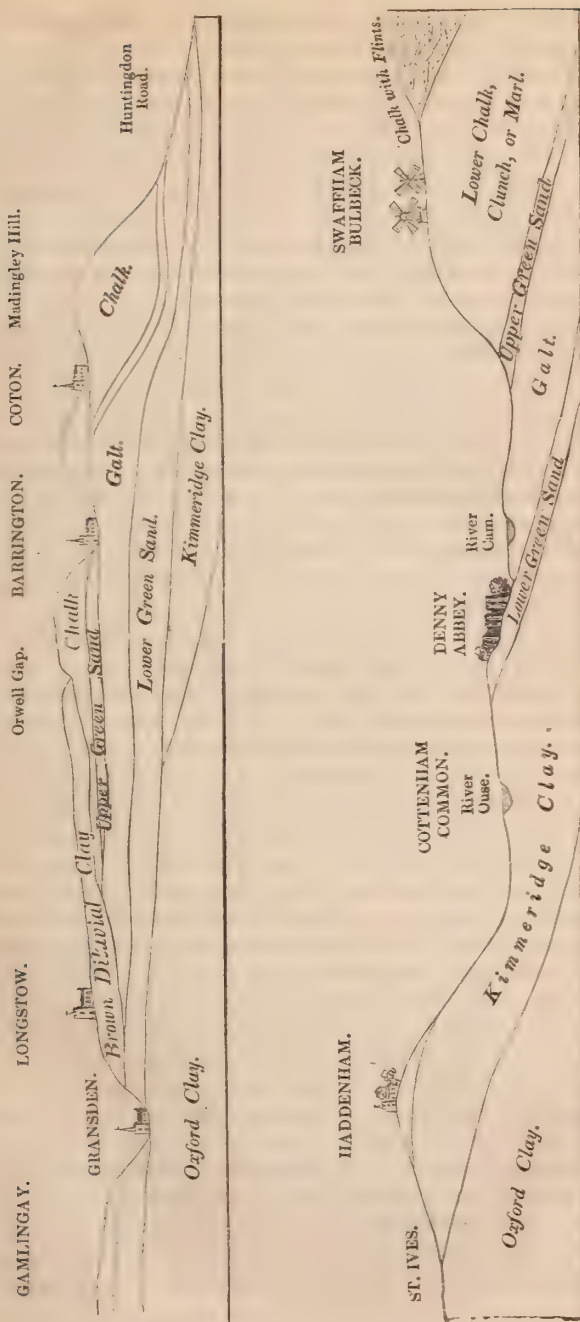 GAMLINGAY.
LONGSTOW.
Orwell Gap.
BARRINGTON.
COTON.
Madingley Hill.
Huntingdon
Road.
GRANSDEN.
Brown Diluvial Clay
Chalk
Upper Green Sand
Chalk.
Galt.
Lower Green Sand.
Kimmeridge Clay.
Oxford Clay.
ST. IVES.
HADDENHAM.
COTTENHAM
COMMON.
River
Ouse.
DENNY
ABBEY.
River
Cam.
SWAFFHAM
BULBECK.
Chalk with Flints.
Lower Chalk,
Clunch, or Marl.
Upper Green Sand
Galt.
Lower Green Sand
Kimmeridge Clay.
Oxford Clay.